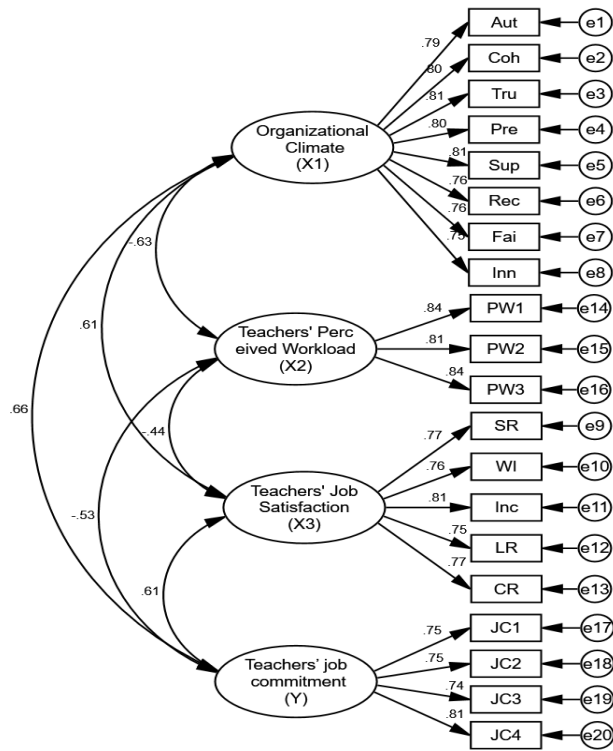 Aut
e1
.79
Coh
e2
.80
Tru
e3
.81
Organizational
Climate
(X1)
Pre
e4
.80
Sup
e5
.81
Rec
e6
.76
Fai
e7
.76
Inn
e8
.75
-.63
PW1
e14
.84
Teachers' Perc
eived Workload
(X2)
PW2
e15
.81
PW3
e16
.84
.61
.66
-.44
SR
e9
.77
WI
e10
.76
Teachers' Job
Satisfaction
(X3)
Inc
e11
.81
LR
e12
.75
CR
e13
.77
-.53
.61
JC1
e17
.75
JC2
e18
.75
Teachers’ job
commitment
(Y)
JC3
e19
.74
JC4
e20
.81